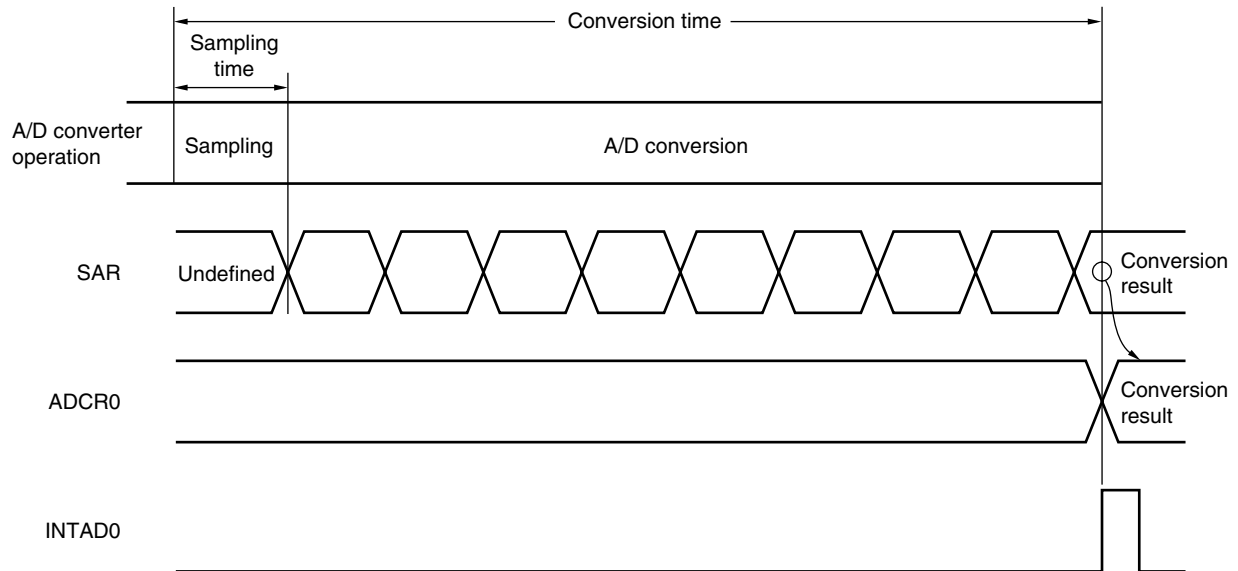 Conversion time
Sampling
time
A/D converter
operation
Sampling
A/D conversion
SAR
Undefined
Conversion
result
ADCR0
Conversion
result
INTAD0